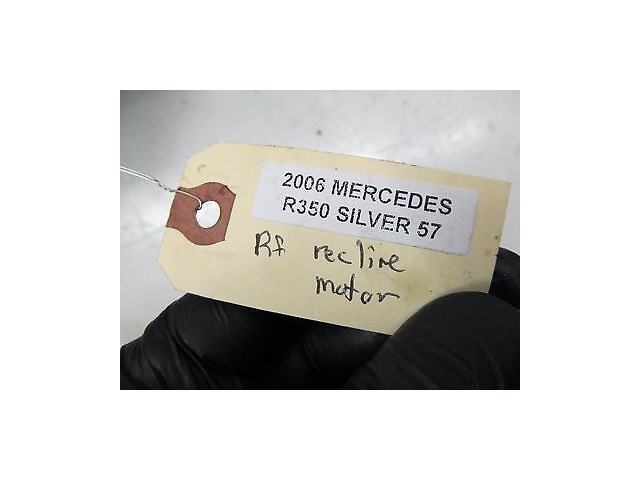 2006 MERCEDES
R350 SILVER 57
Rf recline
motor